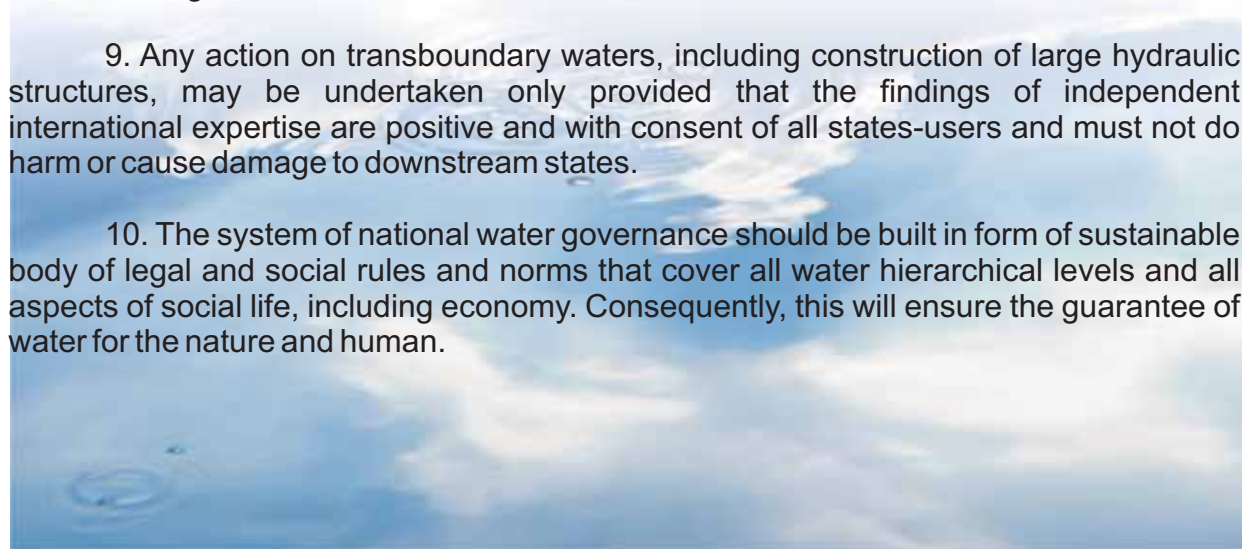 9. Any action on transboundary waters, including construction of large hydraulic
structures, may be undertaken only provided that the findings of independent
international expertise are positive and with consent of all states-users and must not do
harm or cause damage to downstream states.
10. The system of national water governance should be built in form of sustainable
body of legal and social rules and norms that cover all water hierarchical levels and all
aspects of social life, including economy. Consequently, this will ensure the guarantee of
water for the nature and human.